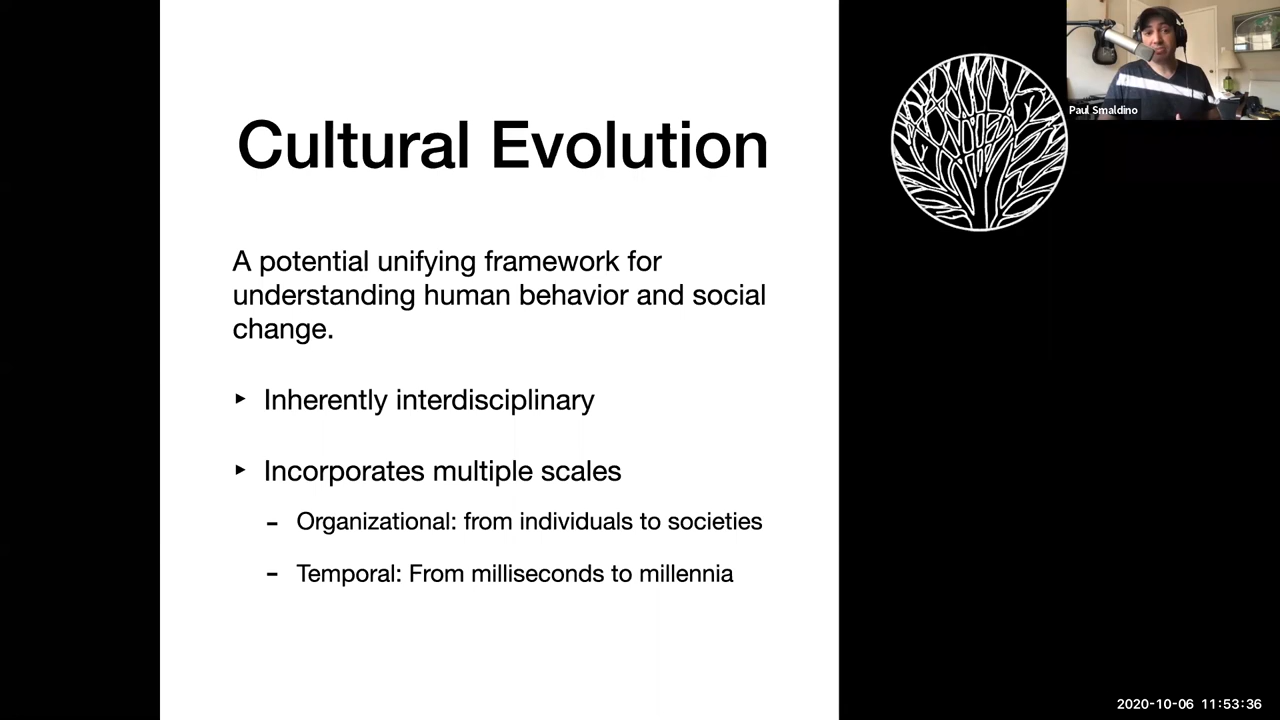 Cultural Evolution
A potential unifying framework for
understanding human behavior and social
change.
‣ Inherently interdisciplinary
‣ Incorporates multiple scales
- Organizational: from individuals to societies
- Temporal: From milliseconds to millennia
Paul Smaldino
2020-10-06 11:53:36